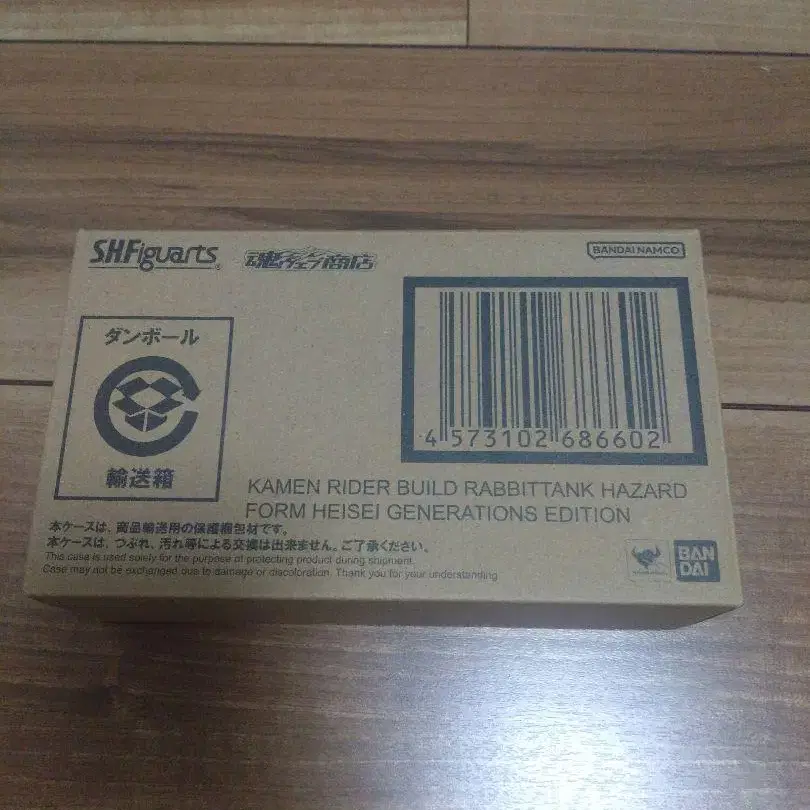 S.H.Figuarts®
魂ウェブ商店
BANDAI NAMCO
ダンボール
輸送箱
4 573102 686602
KAMEN RIDER BUILD RABBITTANK HAZARD
FORM HEISEI GENERATIONS EDITION
本ケースは、商品輸送用の保護梱包材です。
本ケースは、つぶれ、汚れ等による交換は出来ません。ご了承ください。
This case is used solely for the purpose of protecting product during shipment.
Case may not be exchanged due to damage or discoloration. Thank you for your understanding.
BAN
DAI